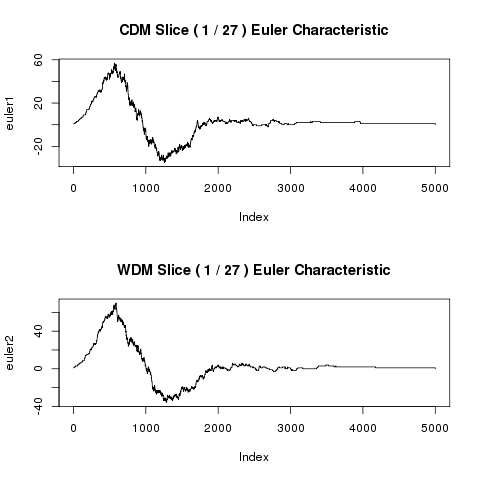 CDM Slice ( 1 / 27 ) Euler Characteristic
euler1
60
20
-20
0 1000 2000 3000 4000 5000
Index
WDM Slice ( 1 / 27 ) Euler Characteristic
euler2
40
0
-40
0 1000 2000 3000 4000 5000
Index